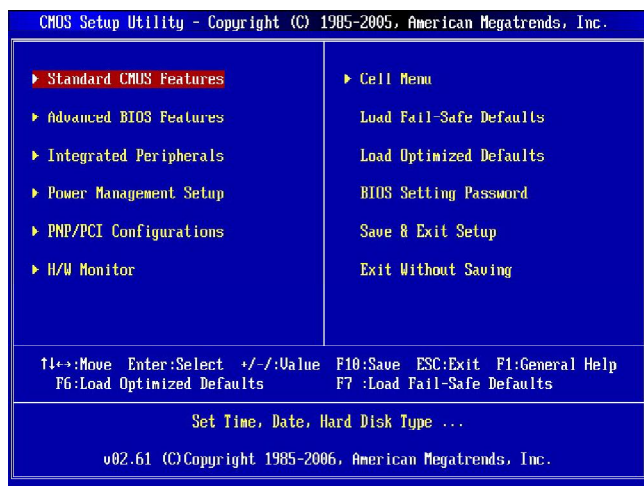 CMOS Setup Utility - Copyright (C) 1985-2005, American Megatrends, Inc.
▶ Standard CMOS Features
▶ Advanced BIOS Features
▶ Integrated Peripherals
▶ Power Management Setup
▶ PNP/PCI Configurations
▶ H/W Monitor
▶ Cell Menu
Load Fail-Safe Defaults
Load Optimized Defaults
BIOS Setting Password
Save & Exit Setup
Exit Without Saving
↑↓↔:Move Enter:Select +/-/:Value F10:Save ESC:Exit F1:General Help
F6:Load Optimized Defaults F7 :Load Fail-Safe Defaults
Set Time, Date, Hard Disk Type ...
v02.61 (C)Copyright 1985-2006, American Megatrends, Inc.